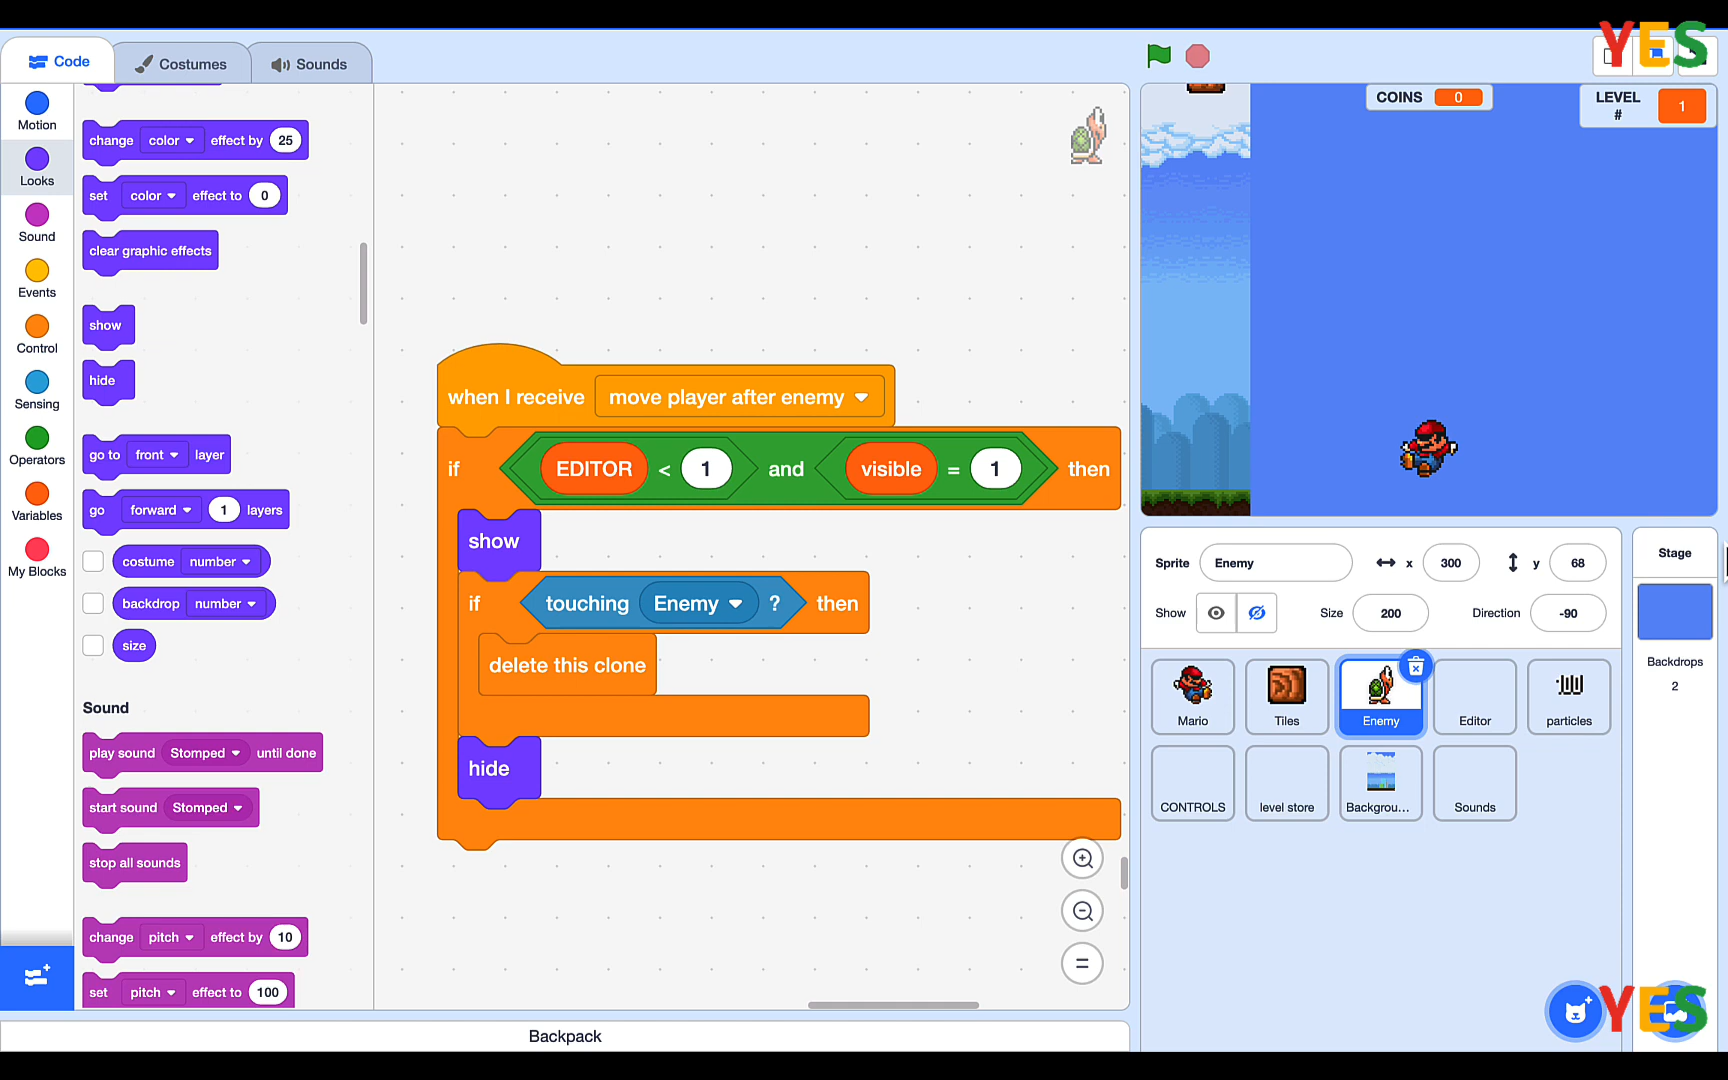 YES
Code
Costumes
Sounds
Motion
Looks
Sound
Events
Control
Sensing
Operators
Variables
My Blocks
change color effect by 25
set color effect to 0
clear graphic effects
show
hide
go to front layer
go forward 1 layers
costume number
backdrop number
size
Sound
play sound Stomped until done
start sound Stomped
stop all sounds
change pitch effect by 10
set pitch effect to 100
when I receive move player after enemy
if EDITOR < 1 and visible = 1 then
show
if touching Enemy ? then
delete this clone
hide
Backpack
COINS 0
LEVEL
# 1
Sprite Enemy x 300 y 68
Show Size 200 Direction -90
Mario
Tiles
Enemy
Editor
particles
CONTROLS
level store
Backgrou...
Sounds
Stage
Backdrops
2
YES